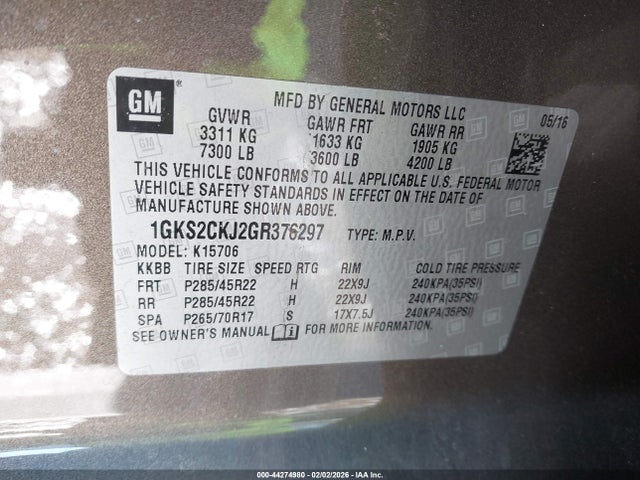 GM
MFD BY GENERAL MOTORS LLC 05/16
GVWR GAWR FRT GAWR RR
3311 KG 1633 KG 1905 KG
7300 LB 3600 LB 4200 LB
THIS VEHICLE CONFORMS TO ALL APPLICABLE U.S. FEDERAL MOTOR
VEHICLE SAFETY STANDARDS IN EFFECT ON THE DATE OF
MANUFACTURE SHOWN ABOVE.
1GKS2CKJ2GR376297 TYPE: M.P.V.
MODEL: K15706
KKBB TIRE SIZE SPEED RTG RIM COLD TIRE PRESSURE
FRT P285/45R22 H 22X9J 240KPA(35PSI)
RR P285/45R22 H 22X9J 240KPA(35PSI)
SPA P265/70R17 S 17X7.5J 240KPA(35PSI)
SEE OWNER'S MANUAL FOR MORE INFORMATION.
000-44274980 - 02/02/2026 - IAA Inc.